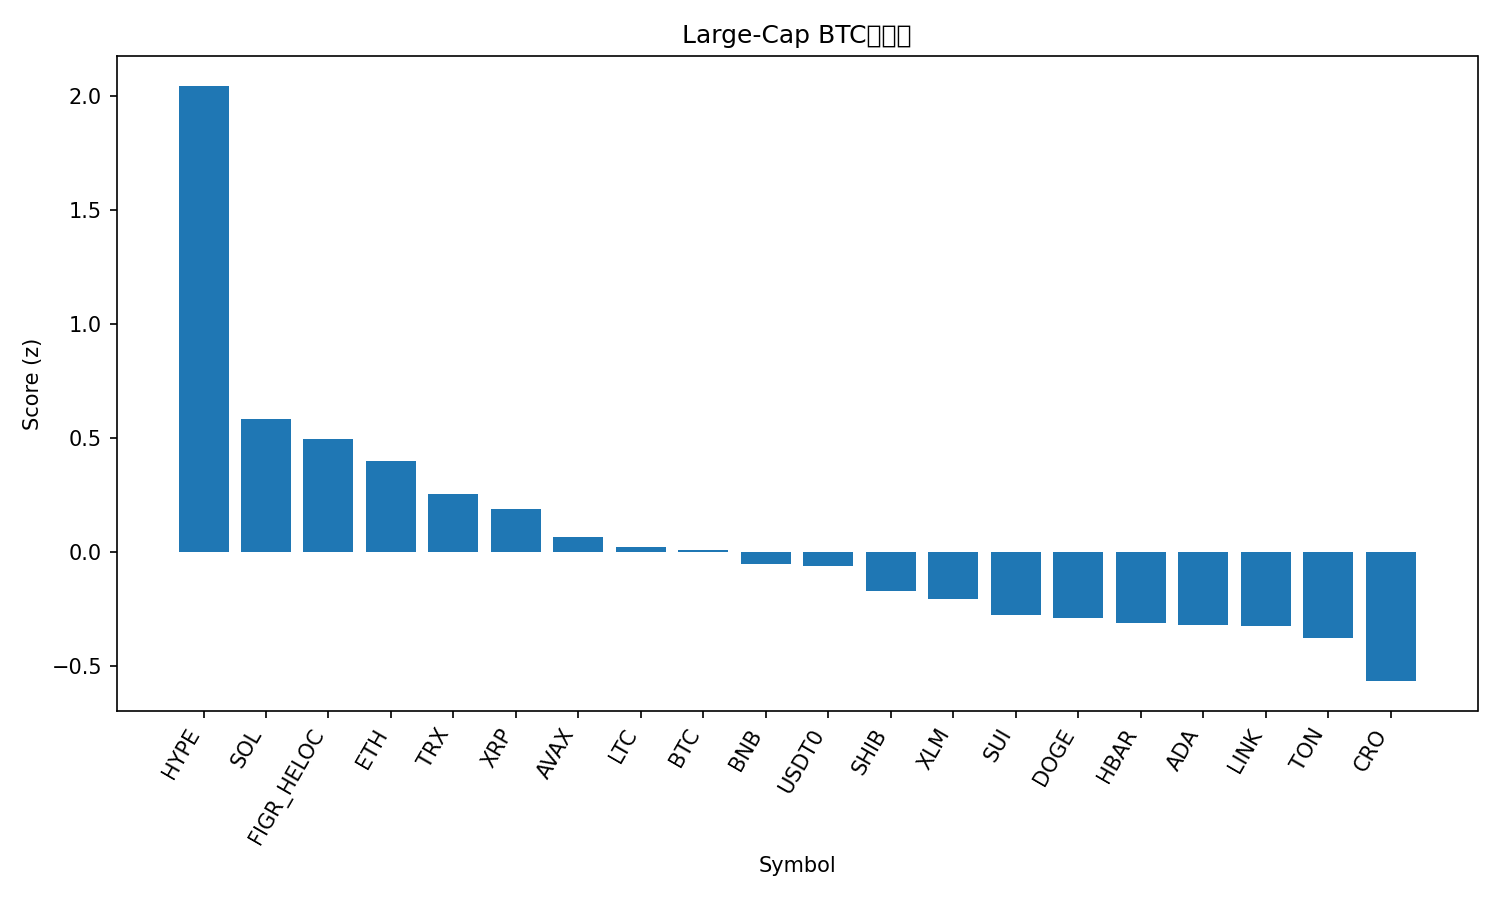 Large-Cap BTC
Score (z)
2.0
1.5
1.0
0.5
0.0
−0.5
HYPE
SOL
FIGR_HELOC
ETH
TRX
XRP
AVAX
LTC
BTC
BNB
USDT0
SHIB
XLM
SUI
DOGE
HBAR
ADA
LINK
TON
CRO
Symbol